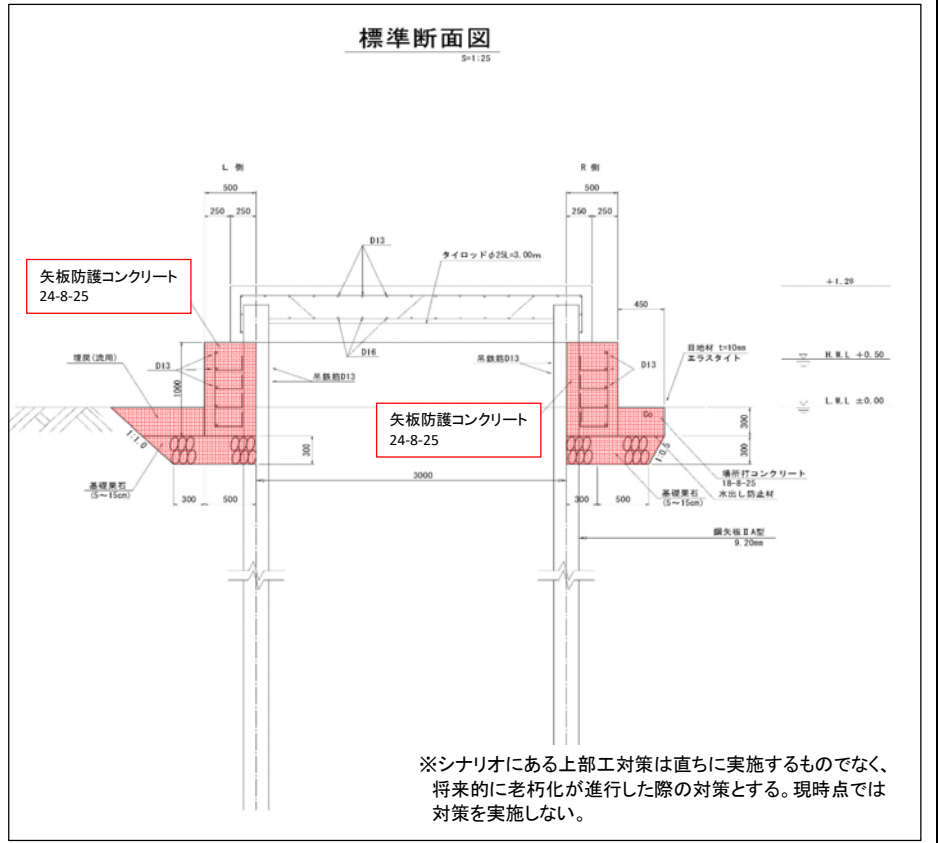 標準断面図
S=1:25
L 側
R 側
500
500
250
250
250
250
D13
タイロッドφ25L=3.00m
矢板防護コンクリート
24-8-25
+1.20
450
目地材 t=10mm
エラスタイト
埋戻(流用)
D13
D16
吊鉄筋D13
吊鉄筋D13
D13
H.W.L +0.50
1000
矢板防護コンクリート
24-8-25
L.W.L ±0.00
Co
300
1:1.0
300
1:0.5
300
3000
場所打コンクリート
18-8-25
水出し防止材
基礎栗石
(5～15cm)
300
500
300
500
基礎栗石
(5～15cm)
鋼矢板ⅡA型
9.20mm
※シナリオにある上部工対策は直ちに実施するものでなく、
将来的に老朽化が進行した際の対策とする。現時点では
対策を実施しない。